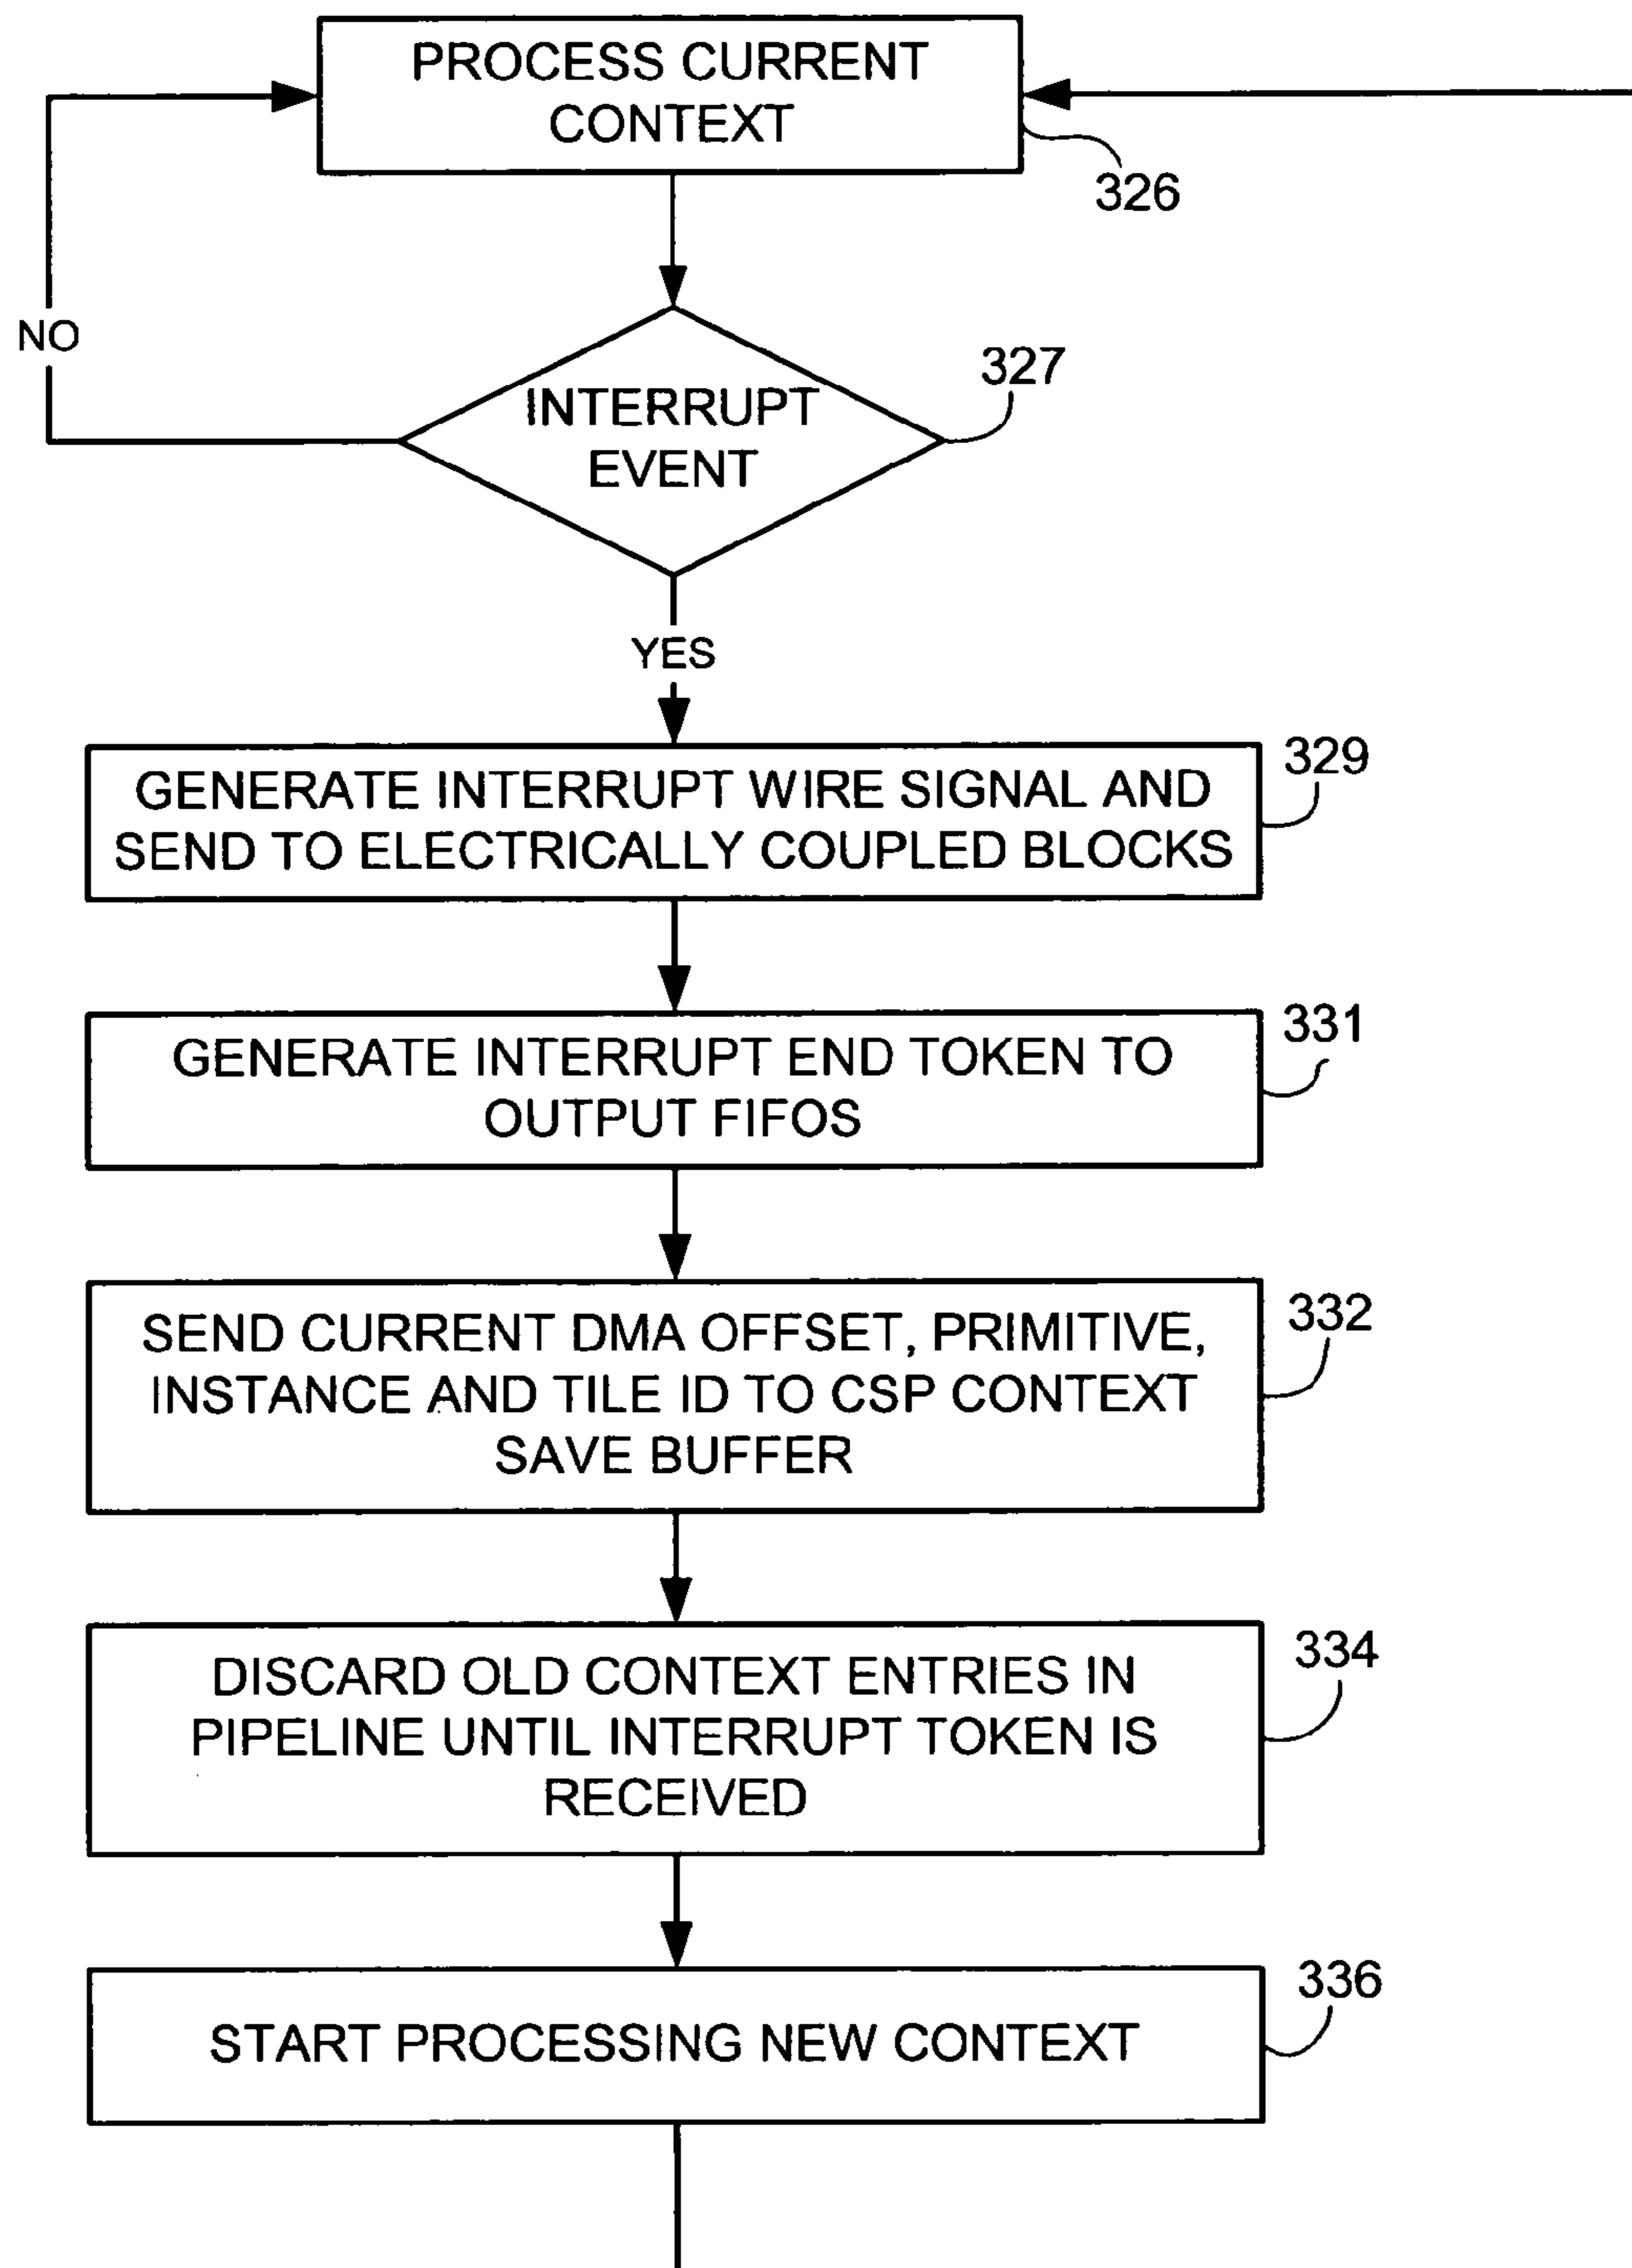 PROCESS CURRENT
CONTEXT
326
NO
327
INTERRUPT
EVENT
YES
329
GENERATE INTERRUPT WIRE SIGNAL AND
SEND TO ELECTRICALLY COUPLED BLOCKS
331
GENERATE INTERRUPT END TOKEN TO
OUTPUT FIFOS
332
SEND CURRENT DMA OFFSET, PRIMITIVE,
INSTANCE AND TILE ID TO CSP CONTEXT
SAVE BUFFER
334
DISCARD OLD CONTEXT ENTRIES IN
PIPELINE UNTIL INTERRUPT TOKEN IS
RECEIVED
336
START PROCESSING NEW CONTEXT